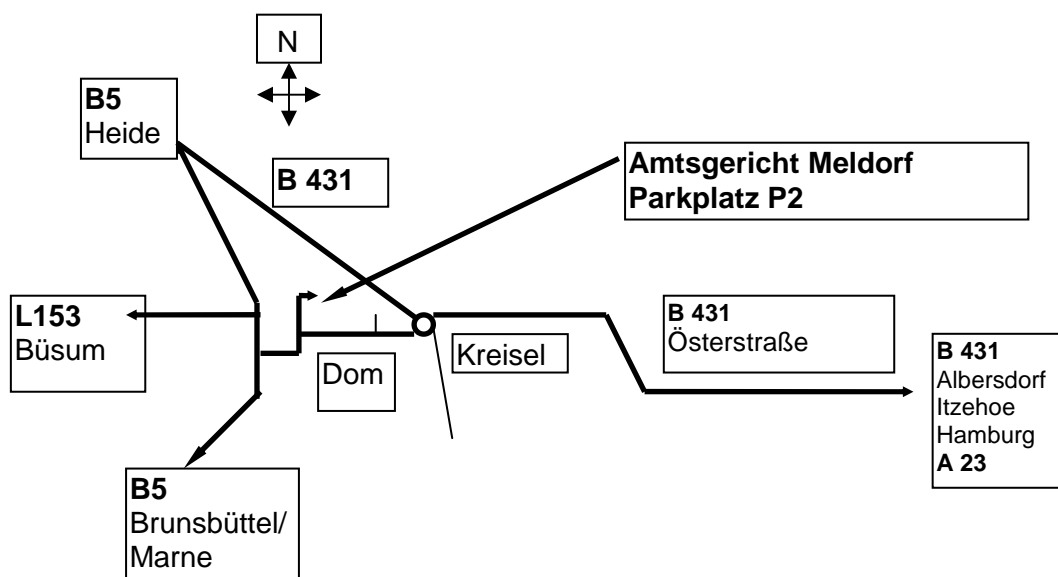 N
B5
Heide
B 431
Amtsgericht Meldorf
Parkplatz P2
L153
Büsum
Dom
Kreisel
B 431
Österstraße
B 431
Albersdorf
Itzehoe
Hamburg
A 23
B5
Brunsbüttel/
Marne